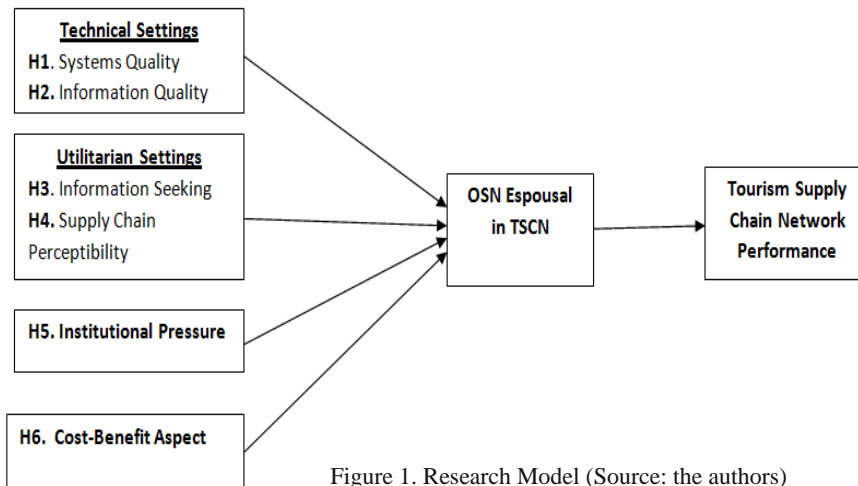 Technical Settings
H1. Systems Quality
H2. Information Quality
Utilitarian Settings
H3. Information Seeking
H4. Supply Chain
Perceptibility
H5. Institutional Pressure
H6. Cost-Benefit Aspect
OSN Espousal
in TSCN
Tourism Supply
Chain Network
Performance
Figure 1. Research Model (Source: the authors)